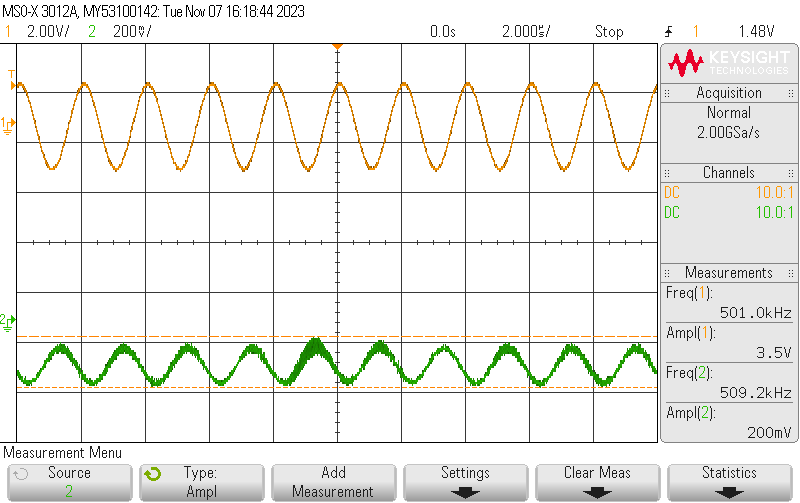 MSO-X 3012A, MY53100142: Tue Nov 07 16:18:44 2023
1 2.00V/ 2 200mV/ 0.0s 2.000us/ Stop 1 1.48V
KEYSIGHT
TECHNOLOGIES
Acquisition
Normal
2.00GSa/s
Channels
DC 10.0:1
DC 10.0:1
Measurements
Freq(1):
501.0kHz
Ampl(1):
3.5V
Freq(2):
509.2kHz
Ampl(2):
200mV
T
1
2
Measurement Menu
Source
2
Type:
Ampl
Add
Measurement
Settings
Clear Meas
Statistics